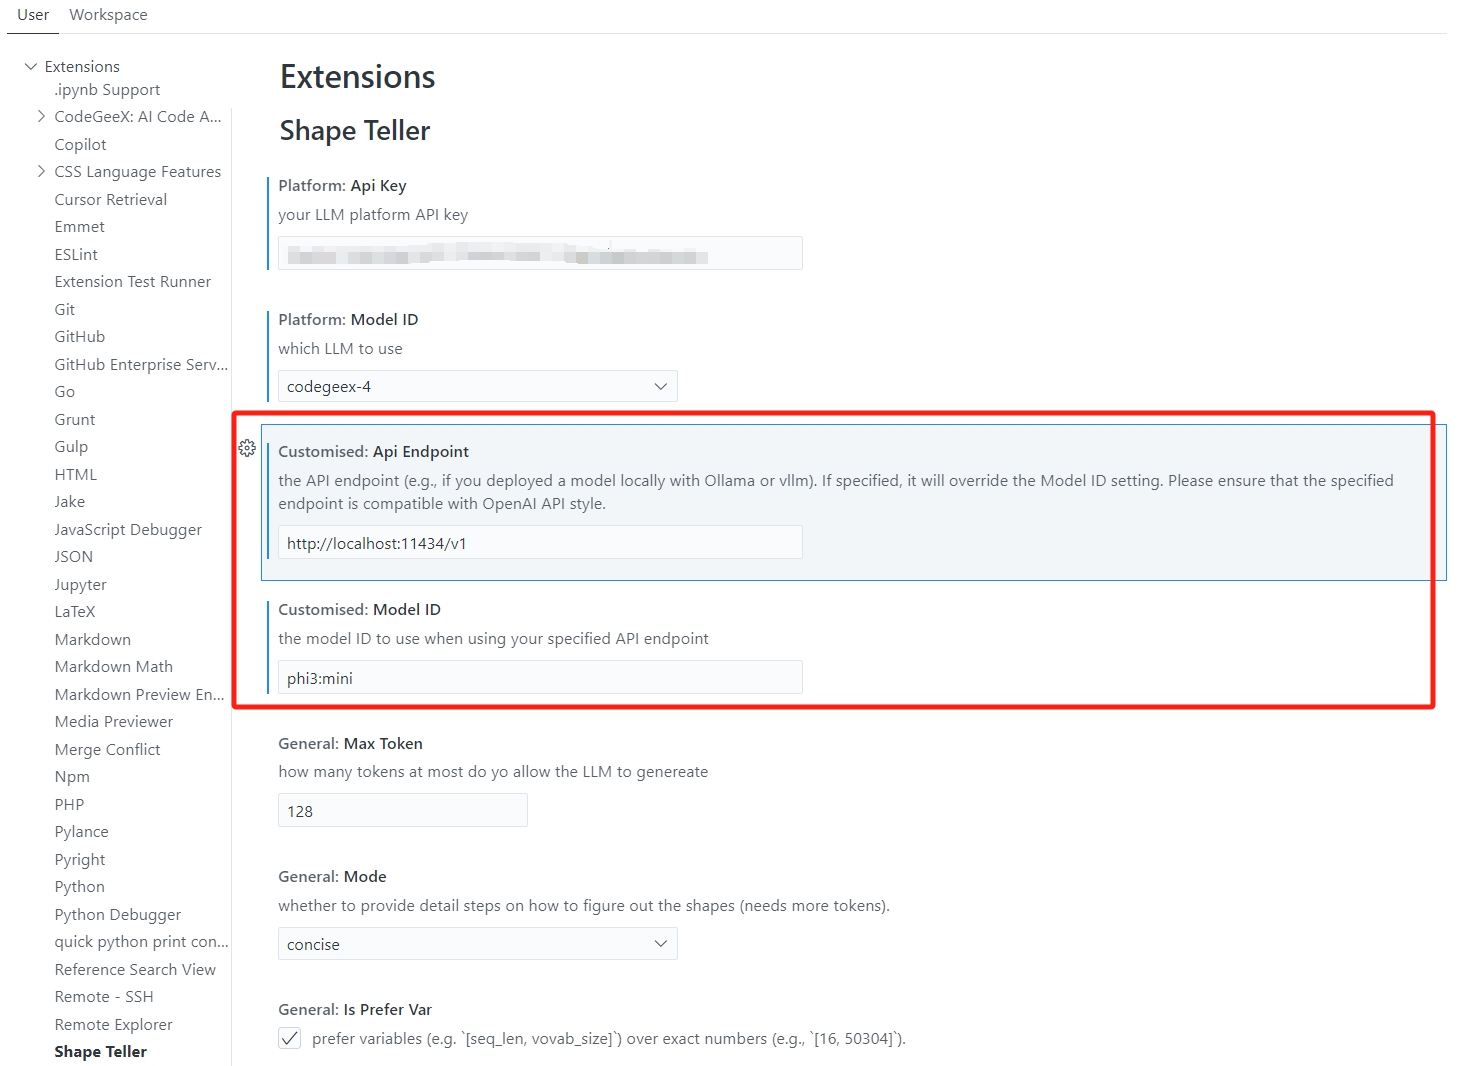 User Workspace
Extensions
.ipynb Support
CodeGeeX: AI Code A...
Copilot
CSS Language Features
Cursor Retrieval
Emmet
ESLint
Extension Test Runner
Git
GitHub
GitHub Enterprise Serv...
Go
Grunt
Gulp
HTML
Jake
JavaScript Debugger
JSON
Jupyter
LaTeX
Markdown
Markdown Math
Markdown Preview En...
Media Previewer
Merge Conflict
Npm
PHP
Pylance
Pyright
Python
Python Debugger
quick python print con...
Reference Search View
Remote - SSH
Remote Explorer
Shape Teller
Extensions
Shape Teller
Platform: Api Key
your LLM platform API key
Platform: Model ID
which LLM to use
codegeex-4
Customised: Api Endpoint
the API endpoint (e.g., if you deployed a model locally with Ollama or vllm). If specified, it will override the Model ID setting. Please ensure that the specified
endpoint is compatible with OpenAI API style.
http://localhost:11434/v1
Customised: Model ID
the model ID to use when using your specified API endpoint
phi3:mini
General: Max Token
how many tokens at most do yo allow the LLM to genereate
128
General: Mode
whether to provide detail steps on how to figure out the shapes (needs more tokens).
concise
General: Is Prefer Var
prefer variables (e.g. `[seq_len, vovab_size]`) over exact numbers (e.g., `[16, 50304]`).